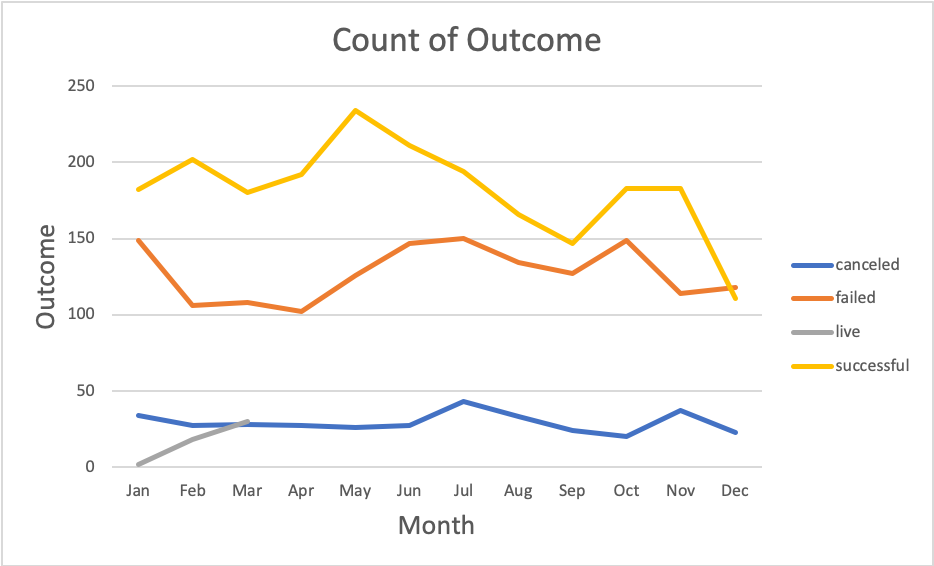 Count of Outcome
250
200
150
100
50
0
Outcome
Jan Feb Mar Apr May Jun Jul Aug Sep Oct Nov Dec
Month
canceled
failed
live
successful